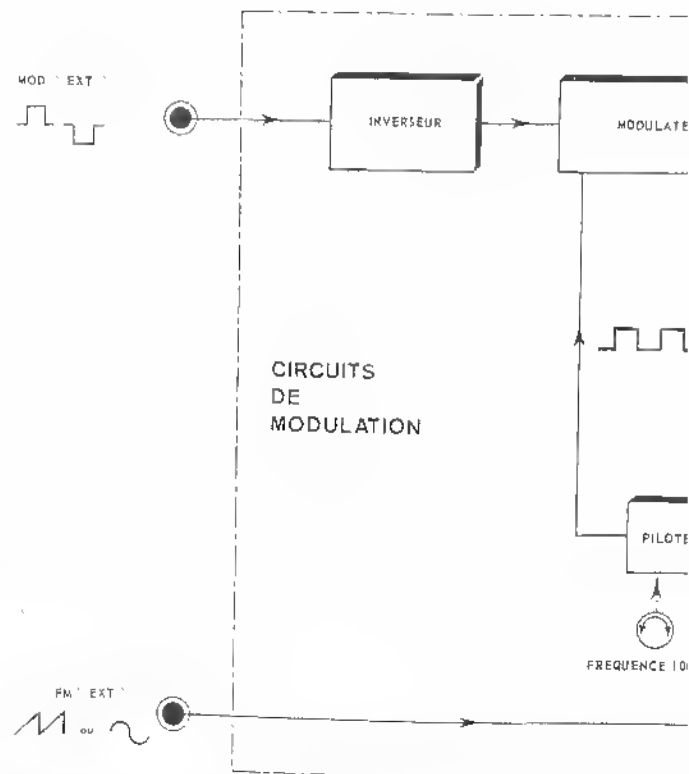 MOD " EXT "
INVERSEUR
MODULATE
CIRCUITS
DE
MODULATION
PILOTE
FREQUENCE 10
FM " EXT "
ou